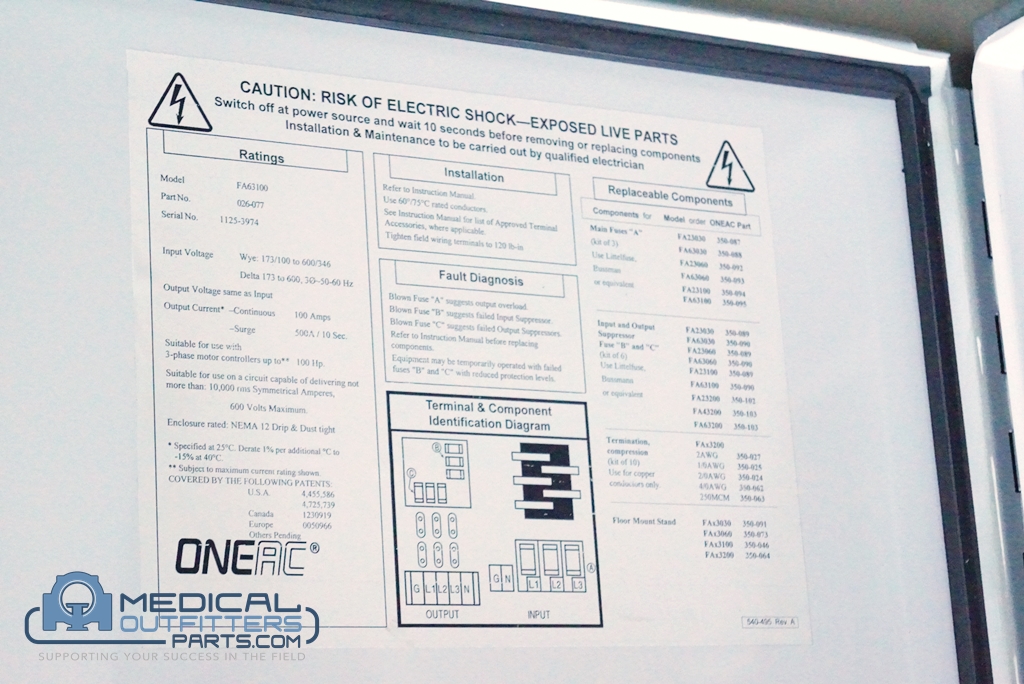 CAUTION: RISK OF ELECTRIC SHOCK—EXPOSED LIVE PARTS
Switch off at power source and wait 10 seconds before removing or replacing components
Installation & Maintenance to be carried out by qualified electrician
Ratings
Model FA63100
Part No. 026-077
Serial No. 1125-3974
Input Voltage Wye: 173/100 to 600/346
Delta 173 to 600, 3Ø~50-60 Hz
Output Voltage same as Input
Output Current* –Continuous 100 Amps
–Surge 500A / 10 Sec.
Suitable for use with
3-phase motor controllers up to** 100 Hp.
Suitable for use on a circuit capable of delivering not
more than: 10,000 rms Symmetrical Amperes,
600 Volts Maximum.
Enclosure rated: NEMA 12 Drip & Dust tight
* Specified at 25°C. Derate 1% per additional °C to
-15% at 40°C.
** Subject to maximum current rating shown
COVERED BY THE FOLLOWING PATENTS:
U.S.A. 4,455,586
4,725,739
Canada 1230919
Europe 0050966
Others Pending
ONEAC®
Installation
Refer to Instruction Manual.
Use 60°/75°C rated conductors.
See Instruction Manual for list of Approved Terminal
Accessories, where applicable.
Tighten field wiring terminals to 120 lb-in
Fault Diagnosis
Blown Fuse "A" suggests output overload.
Blown Fuse "B" suggests failed Input Suppressor.
Blown Fuse "C" suggests failed Output Suppressors.
Refer to Instruction Manual before replacing
components.
Equipment may be temporarily operated with failed
fuses "B" and "C" with reduced protection levels.
Terminal & Component
Identification Diagram
B
C
A
G L1 L2 L3 N
G N
L1 L2 L3
OUTPUT INPUT
Replaceable Components
Components for Model order ONEAC Part
Main Fuses "A" FA23030 350-087
(kit of 3) FA63030 350-088
Use Littelfuse, FA23060 350-092
Bussman FA63060 350-093
or equivalent FA23100 350-094
FA63100 350-095
Input and Output FA23030 350-089
Suppressor FA63030 350-090
Fuse "B" and "C" FA23060 350-089
(kit of 6) FA63060 350-090
Use Littelfuse, FA23100 350-089
Bussmann FA63100 350-090
or equivalent FA23200 350-102
FA43200 350-103
FA63200 350-103
Termination, FAx3200
compression 2AWG 350-027
(kit of 10) 1/0AWG 350-025
Use for copper 2/0AWG 350-024
conductors only. 4/0AWG 350-062
250MCM 350-063
Floor Mount Stand FAx3030 350-091
FAx3060 350-073
FAx3100 350-046
FAx3200 350-064
540-495 Rev. A
MEDICAL
OUTFITTERS
PARTS.COM
SUPPORTING YOUR SUCCESS IN THE FIELD